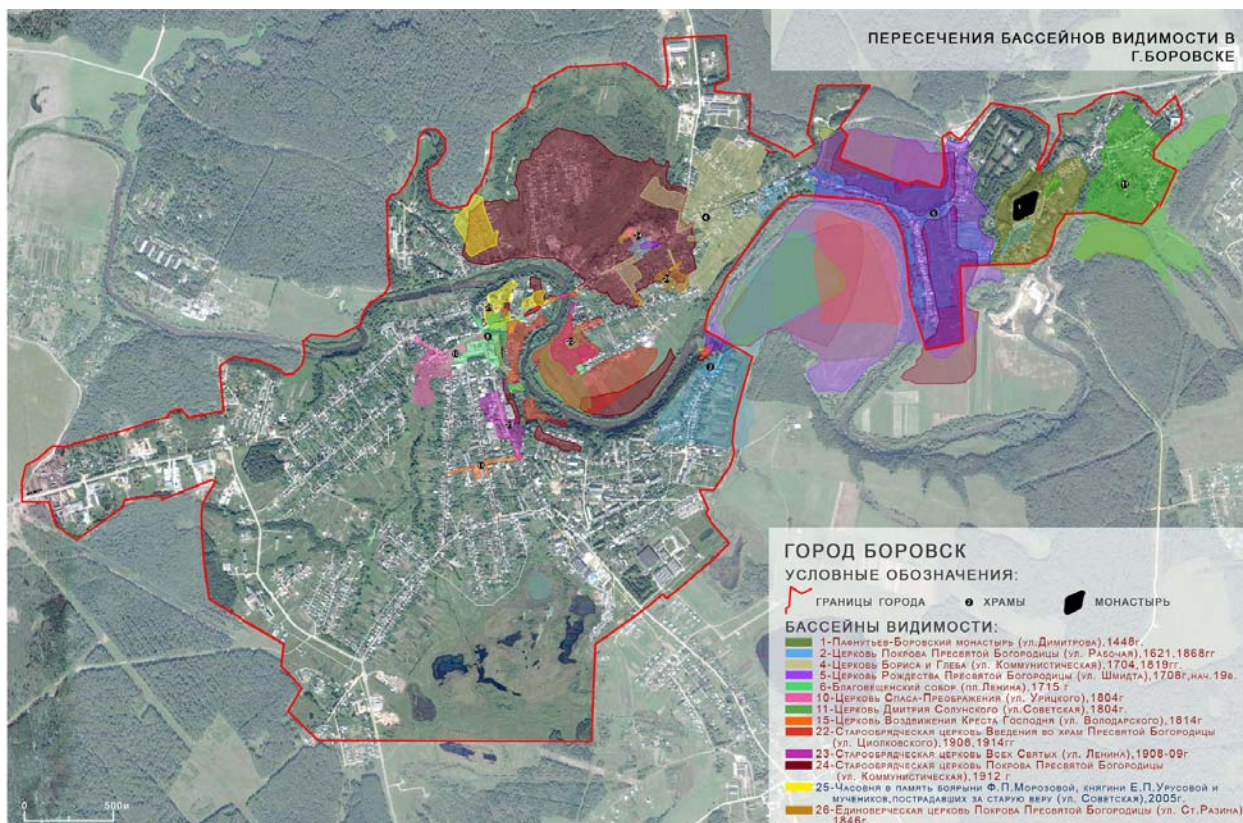 ПЕРЕСЕЧЕНИЯ БАССЕЙНОВ ВИДИМОСТИ В
Г.БОРОВСКЕ
ГОРОД БОРОВСК
УСЛОВНЫЕ ОБОЗНАЧЕНИЯ:
ГРАНИЦЫ ГОРОДА 2 ХРАМЫ МОНАСТЫРЬ
БАССЕЙНЫ ВИДИМОСТИ:
1-Пафнутьев-Боровский монастырь (ул.Димитрова),1448г.
2-Церковь Покрова Пресвятой Богородицы (ул. Рабочая),1621,1868гг
4-Церковь Бориса и Глеба (ул. Коммунистическая),1704,1819гг.
5-Церковь Рождества Пресвятой Богородицы (ул. Шмидта),1708г,нач.19в.
6-Благовещенский собор (пл.Ленина),1715 г
10-Церковь Спаса-Преображения (ул. Урицкого),1804г
11-Церковь Дмитрия Солунского (ул.Советская),1804г.
15-Церковь Воздвижения Креста Господня (ул. Володарского),1814г
22-Старообрядческая церковь Введения во храм Пресвятой Богородицы
(ул. Циолковского),1908,1914гг
23-Старообрядческая церковь Всех Святых (ул. Ленина),1908-09г
24-Старообрядческая церковь Покрова Пресвятой Богородицы
(ул. Коммунистическая),1912 г
25-Часовня в память боярыни Ф.П.Морозовой, княгини Е.П.Урусовой и
мучеников,пострадавших за старую веру (ул. Советская),2005г.
26-Единоверческая церковь Покрова Пресвятой Богородицы (ул. Ст.Разина)
1846г.
0 500м